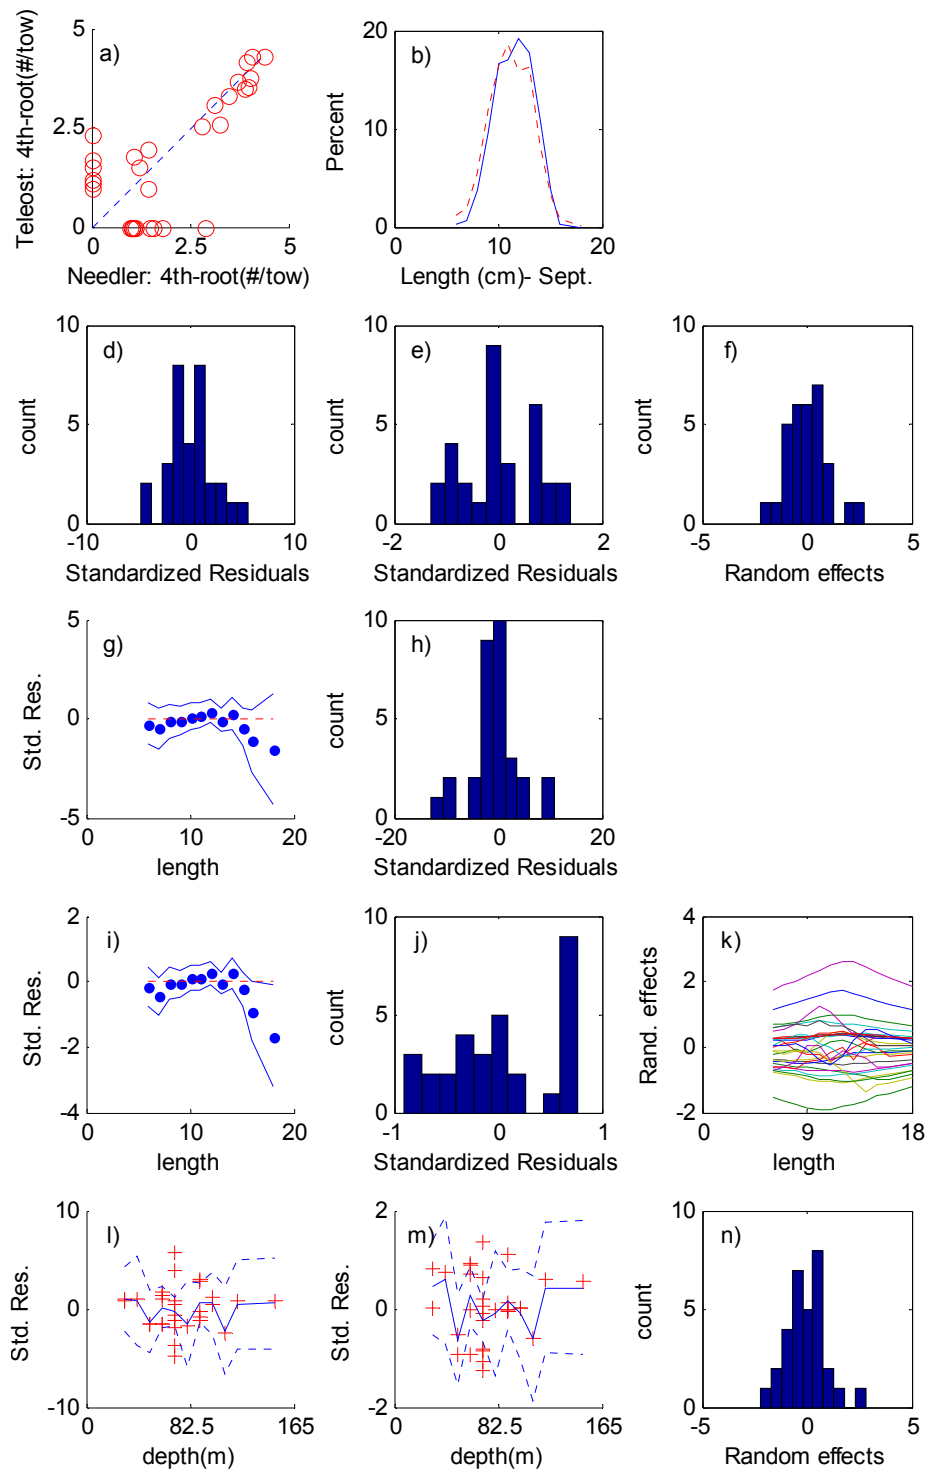 a)
Teleost: 4th-root(#/tow)
5
2.5
0
0 2.5 5
Needler: 4th-root(#/tow)
b)
Percent
20
10
0
0 10 20
Length (cm)- Sept.
d)
count
10
5
0
-10 0 10
Standardized Residuals
e)
count
10
5
0
-2 0 2
Standardized Residuals
f)
count
10
5
0
-5 0 5
Random effects
g)
Std. Res.
5
0
-5
0 10 20
length
h)
count
10
5
0
-20 0 20
Standardized Residuals
i)
Std. Res.
2
0
-2
-4
0 10 20
length
j)
count
10
5
0
-1 0 1
Standardized Residuals
k)
Rand. effects
4
2
0
-2
0 9 18
length
l)
Std. Res.
10
0
-10
0 82.5 165
depth(m)
m)
Std. Res.
2
0
-2
0 82.5 165
depth(m)
n)
count
10
5
0
-5 0 5
Random effects